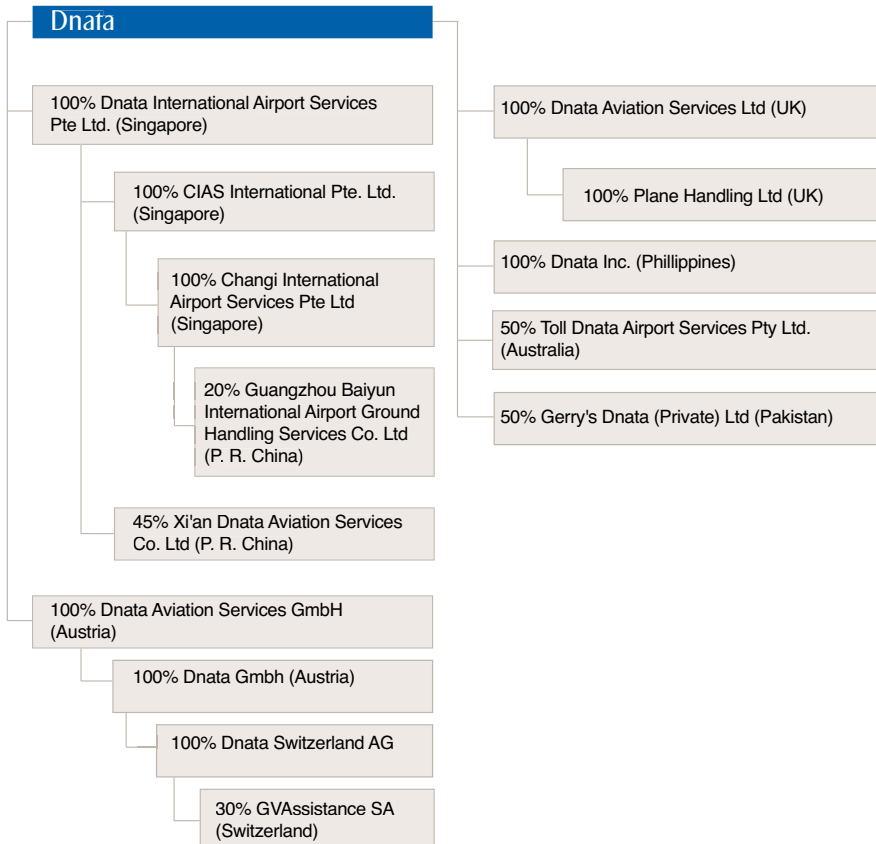 Dnata
100% Dnata International Airport Services
Pte Ltd. (Singapore)
100% CIAS International Pte. Ltd.
(Singapore)
100% Changi International
Airport Services Pte Ltd
(Singapore)
20% Guangzhou Baiyun
International Airport Ground
Handling Services Co. Ltd
(P. R. China)
45% Xi'an Dnata Aviation Services
Co. Ltd (P. R. China)
100% Dnata Aviation Services GmbH
(Austria)
100% Dnata Gmbh (Austria)
100% Dnata Switzerland AG
30% GVAssistance SA
(Switzerland)
100% Dnata Aviation Services Ltd (UK)
100% Plane Handling Ltd (UK)
100% Dnata Inc. (Phillippines)
50% Toll Dnata Airport Services Pty Ltd.
(Australia)
50% Gerry's Dnata (Private) Ltd (Pakistan)